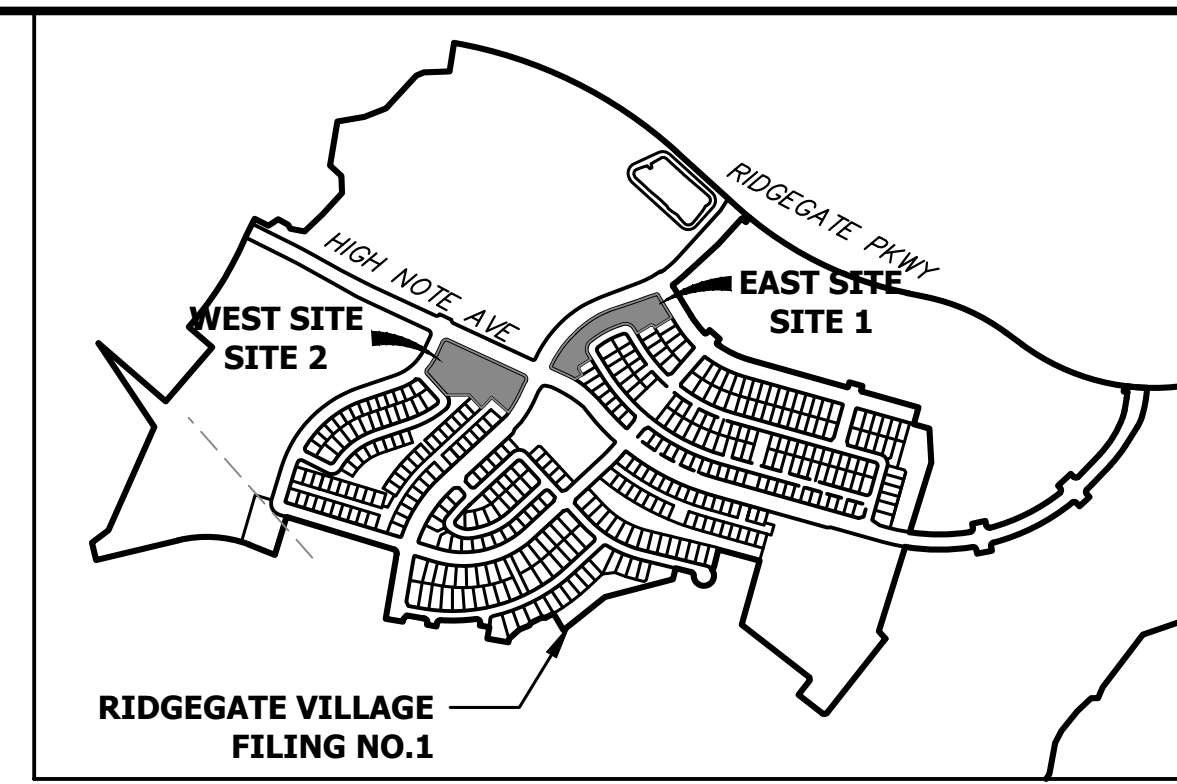 RIDGEGATE PKWY
HIGH NOTE AVE
EAST SITE
SITE 1
WEST SITE
SITE 2
RIDGEGATE VILLAGE
FILING NO.1